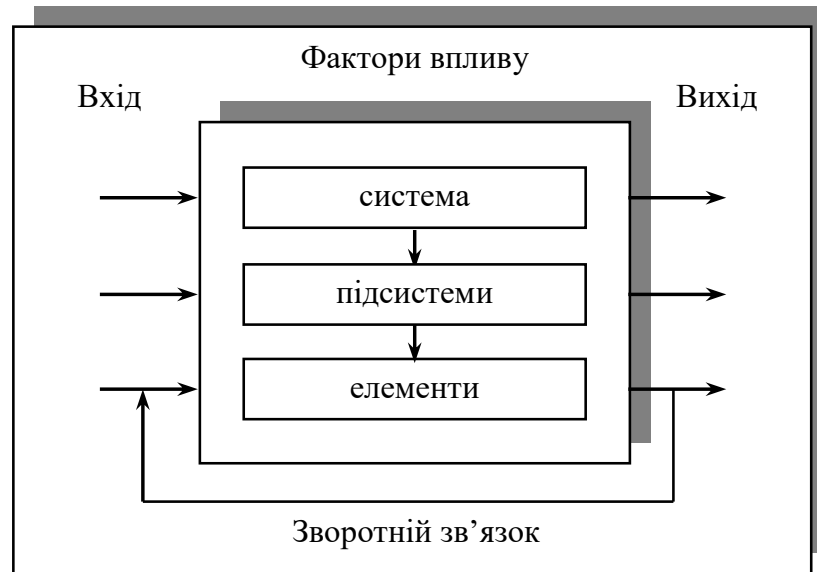 Фактори впливу
Вхід
Вихід
система
підсистеми
елементи
Зворотній зв’язок